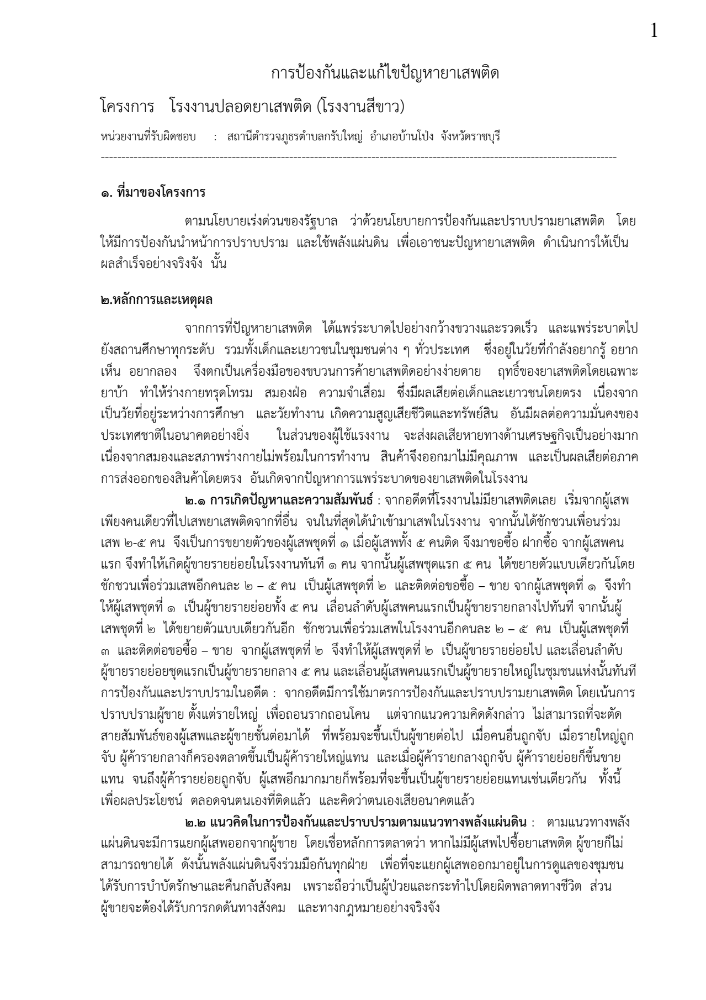 1
การป้องกันและแก้ไขปัญหายาเสพติด
โครงการ โรงงานปลอดยาเสพติด (โรงงานสีขาว)
หน่วยงานที่รับผิดชอบ : สถานีตำรวจภูธรตำบลกรับใหญ่ อำเภอบ้านโป่ง จังหวัดราชบุรี
------------------------------------------------------------------------------------------------------------------------------
๑. ที่มาของโครงการ
ตามนโยบายเร่งด่วนของรัฐบาล ว่าด้วยนโยบายการป้องกันและปราบปรามยาเสพติด โดย
ให้มีการป้องกันนำหน้าการปราบปราม และใช้พลังแผ่นดิน เพื่อเอาชนะปัญหายาเสพติด ดำเนินการให้เป็น
ผลสำเร็จอย่างจริงจัง นั้น
๒.หลักการและเหตุผล
จากการที่ปัญหายาเสพติด ได้แพร่ระบาดไปอย่างกว้างขวางและรวดเร็ว และแพร่ระบาดไป
ยังสถานศึกษาทุกระดับ รวมทั้งเด็กและเยาวชนในชุมชนต่าง ๆ ทั่วประเทศ ซึ่งอยู่ในวัยที่กำลังอยากรู้ อยาก
เห็น อยากลอง จึงตกเป็นเครื่องมือของขบวนการค้ายาเสพติดอย่างง่ายดาย ฤทธิ์ของยาเสพติดโดยเฉพาะ
ยาบ้า ทำให้ร่างกายทรุดโทรม สมองฝ่อ ความจำเสื่อม ซึ่งมีผลเสียต่อเด็กและเยาวชนโดยตรง เนื่องจาก
เป็นวัยที่อยู่ระหว่างการศึกษา และวัยทำงาน เกิดความสูญเสียชีวิตและทรัพย์สิน อันมีผลต่อความมั่นคงของ
ประเทศชาติในอนาคตอย่างยิ่ง ในส่วนของผู้ใช้แรงงาน จะส่งผลเสียหายทางด้านเศรษฐกิจเป็นอย่างมาก
เนื่องจากสมองและสภาพร่างกายไม่พร้อมในการทำงาน สินค้าจึงออกมาไม่มีคุณภาพ และเป็นผลเสียต่อภาค
การส่งออกของสินค้าโดยตรง อันเกิดจากปัญหาการแพร่ระบาดของยาเสพติดในโรงงาน
๒.๑ การเกิดปัญหาและความสัมพันธ์ : จากอดีตที่โรงงานไม่มียาเสพติดเลย เริ่มจากผู้เสพ
เพียงคนเดียวที่ไปเสพยาเสพติดจากที่อื่น จนในที่สุดได้นำเข้ามาเสพในโรงงาน จากนั้นได้ชักชวนเพื่อนร่วม
เสพ ๒-๕ คน จึงเป็นการขยายตัวของผู้เสพชุดที่ ๑ เมื่อผู้เสพทั้ง ๕ คนติด จึงมาขอซื้อ ฝากซื้อ จากผู้เสพคน
แรก จึงทำให้เกิดผู้ขายรายย่อยในโรงงานทันที ๑ คน จากนั้นผู้เสพชุดแรก ๕ คน ได้ขยายตัวแบบเดียวกันโดย
ชักชวนเพื่อร่วมเสพอีกคนละ ๒ – ๕ คน เป็นผู้เสพชุดที่ ๒ และติดต่อขอซื้อ – ขาย จากผู้เสพชุดที่ ๑ จึงทำ
ให้ผู้เสพชุดที่ ๑ เป็นผู้ขายรายย่อยทั้ง ๕ คน เลื่อนลำดับผู้เสพคนแรกเป็นผู้ขายรายกลางไปทันที จากนั้นผู้
เสพชุดที่ ๒ ได้ขยายตัวแบบเดียวกันอีก ชักชวนเพื่อร่วมเสพในโรงงานอีกคนละ ๒ – ๕ คน เป็นผู้เสพชุดที่
๓ และติดต่อขอซื้อ – ขาย จากผู้เสพชุดที่ ๒ จึงทำให้ผู้เสพชุดที่ ๒ เป็นผู้ขายรายย่อยไป และเลื่อนลำดับ
ผู้ขายรายย่อยชุดแรกเป็นผู้ขายรายกลาง ๕ คน และเลื่อนผู้เสพคนแรกเป็นผู้ขายรายใหญ่ในชุมชนแห่งนั้นทันที
การป้องกันและปราบปรามในอดีต : จากอดีตมีการใช้มาตรการป้องกันและปราบปรามยาเสพติด โดยเน้นการ
ปราบปรามผู้ขาย ตั้งแต่รายใหญ่ เพื่อถอนรากถอนโคน แต่จากแนวความคิดดังกล่าว ไม่สามารถที่จะตัด
สายสัมพันธ์ของผู้เสพและผู้ขายชั้นต่อมาได้ ที่พร้อมจะขึ้นเป็นผู้ขายต่อไป เมื่อคนอื่นถูกจับ เมื่อรายใหญ่ถูก
จับ ผู้ค้ารายกลางก็ครองตลาดขึ้นเป็นผู้ค้ารายใหญ่แทน และเมื่อผู้ค้ารายกลางถูกจับ ผู้ค้ารายย่อยก็ขึ้นขาย
แทน จนถึงผู้ค้ารายย่อยถูกจับ ผู้เสพอีกมากมายก็พร้อมที่จะขึ้นเป็นผู้ขายรายย่อยแทนเช่นเดียวกัน ทั้งนี้
เพื่อผลประโยชน์ ตลอดจนตนเองที่ติดแล้ว และคิดว่าตนเองเสียอนาคตแล้ว
๒.๒ แนวคิดในการป้องกันและปราบปรามตามแนวทางพลังแผ่นดิน : ตามแนวทางพลัง
แผ่นดินจะมีการแยกผู้เสพออกจากผู้ขาย โดยเชื่อหลักการตลาดว่า หากไม่มีผู้เสพไปซื้อยาเสพติด ผู้ขายก็ไม่
สามารถขายได้ ดังนั้นพลังแผ่นดินจึงร่วมมือกันทุกฝ่าย เพื่อที่จะแยกผู้เสพออกมาอยู่ในการดูแลของชุมชน
ได้รับการบำบัดรักษาและคืนกลับสังคม เพราะถือว่าเป็นผู้ป่วยและกระทำไปโดยผิดพลาดทางชีวิต ส่วน
ผู้ขายจะต้องได้รับการกดดันทางสังคม และทางกฎหมายอย่างจริงจัง